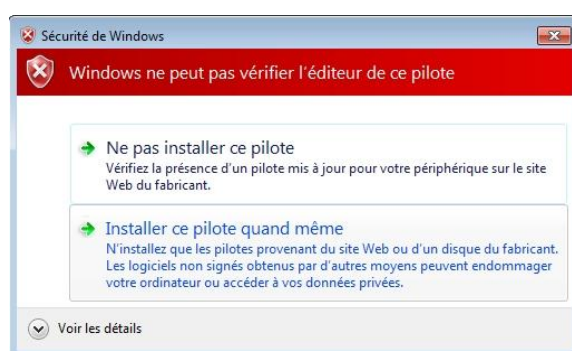 Sécurité de Windows
Windows ne peut pas vérifier l'éditeur de ce pilote
Ne pas installer ce pilote
Vérifiez la présence d'un pilote mis à jour pour votre périphérique sur le site
Web du fabricant.
Installer ce pilote quand même
N'installez que les pilotes provenant du site Web ou d'un disque du fabricant.
Les logiciels non signés obtenus par d'autres moyens peuvent endommager
votre ordinateur ou accéder à vos données privées.
Voir les détails